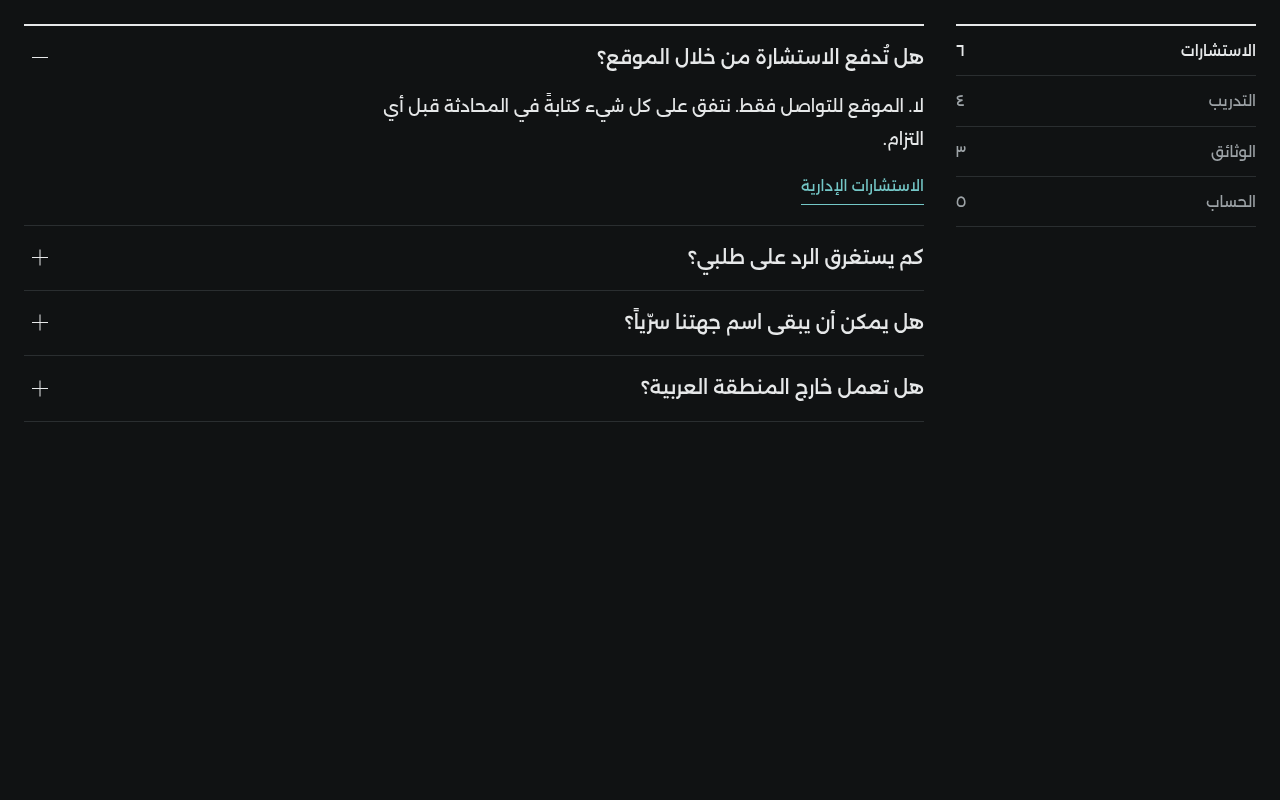 الاستشارات ٦
التدريب ٤
الوثائق ٣
الحساب ٥
هل تُدفع الاستشارة من خلال الموقع؟
لا. الموقع للتواصل فقط. نتفق على كل شيء كتابةً في المحادثة قبل أي
التزام.
الاستشارات الإدارية
كم يستغرق الرد على طلبي؟
هل يمكن أن يبقى اسم جهتنا سرّياً؟
هل تعمل خارج المنطقة العربية؟